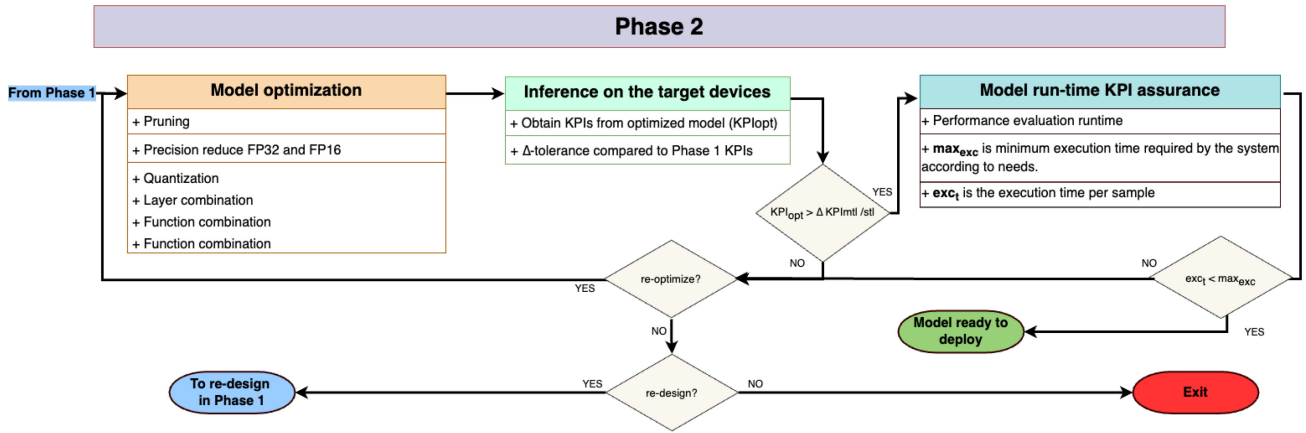 Phase 2
From Phase 1
Model optimization
+ Pruning
+ Precision reduce FP32 and FP16
+ Quantization
+ Layer combination
+ Function combination
+ Function combination
Inference on the target devices
+ Obtain KPIs from optimized model (KPIopt)
+ Δ-tolerance compared to Phase 1 KPIs
Model run-time KPI assurance
+ Performance evaluation runtime
+ maxexc is minimum execution time required by the system
according to needs.
+ exct is the execution time per sample
KPIopt > Δ KPImtl /stl
YES
NO
re-optimize?
YES
NO
exct < maxexc
NO
YES
Model ready to
deploy
re-design?
YES
NO
To re-design
in Phase 1
Exit